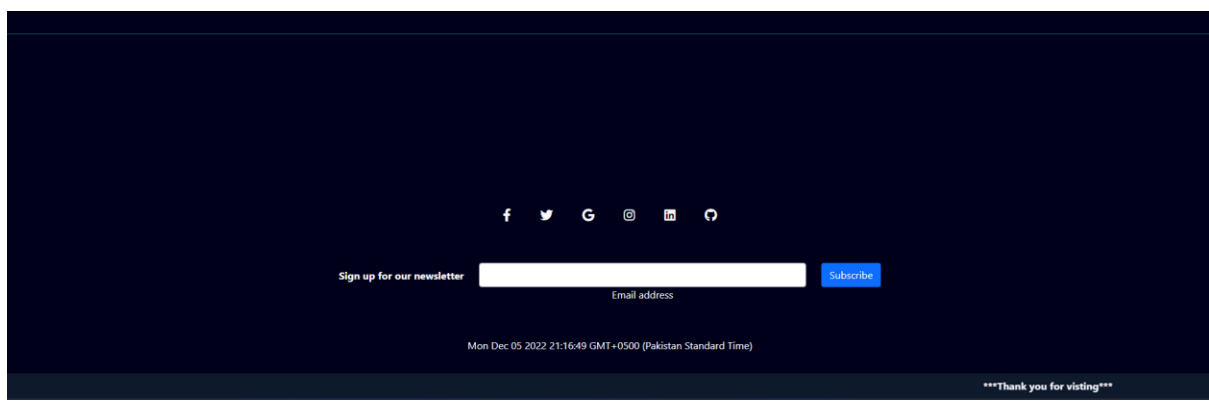 Sign up for our newsletter
Subscribe
Email address
Mon Dec 05 2022 21:16:49 GMT+0500 (Pakistan Standard Time)
***Thank you for visting***